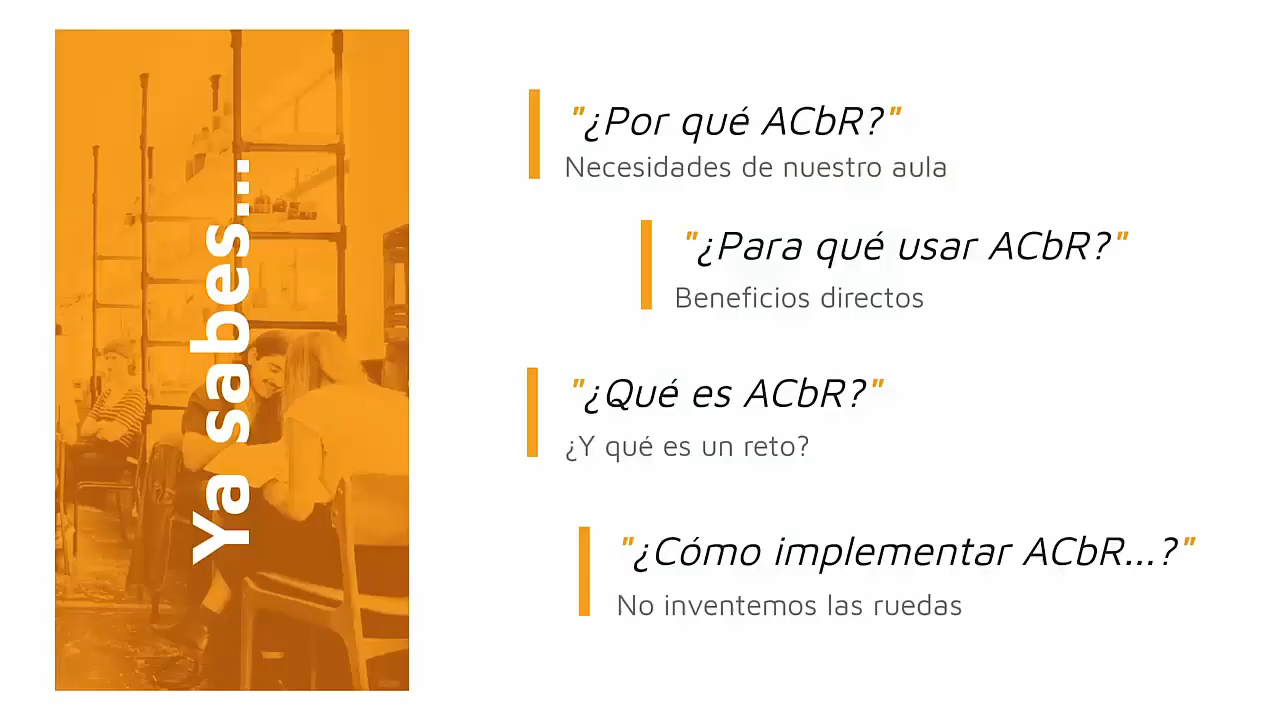 Ya sabes...
"¿Por qué ACbR?"
Necesidades de nuestro aula
"¿Para qué usar ACbR?"
Beneficios directos
"¿Qué es ACbR?"
¿Y qué es un reto?
"¿Cómo implementar ACbR...?"
No inventemos las ruedas